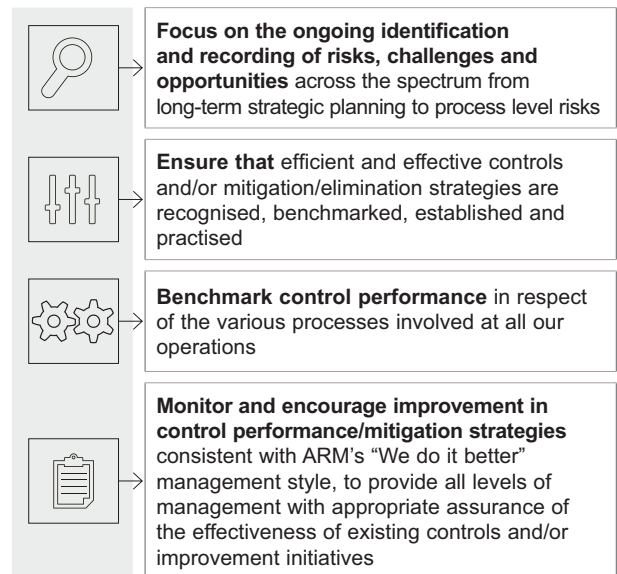 Focus on the ongoing identification
and recording of risks, challenges and
opportunities across the spectrum from
long-term strategic planning to process level risks
Ensure that efficient and effective controls
and/or mitigation/elimination strategies are
recognised, benchmarked, established and
practised
Benchmark control performance in respect
of the various processes involved at all our
operations
Monitor and encourage improvement in
control performance/mitigation strategies
consistent with ARM's “We do it better”
management style, to provide all levels of
management with appropriate assurance of
the effectiveness of existing controls and/or
improvement initiatives